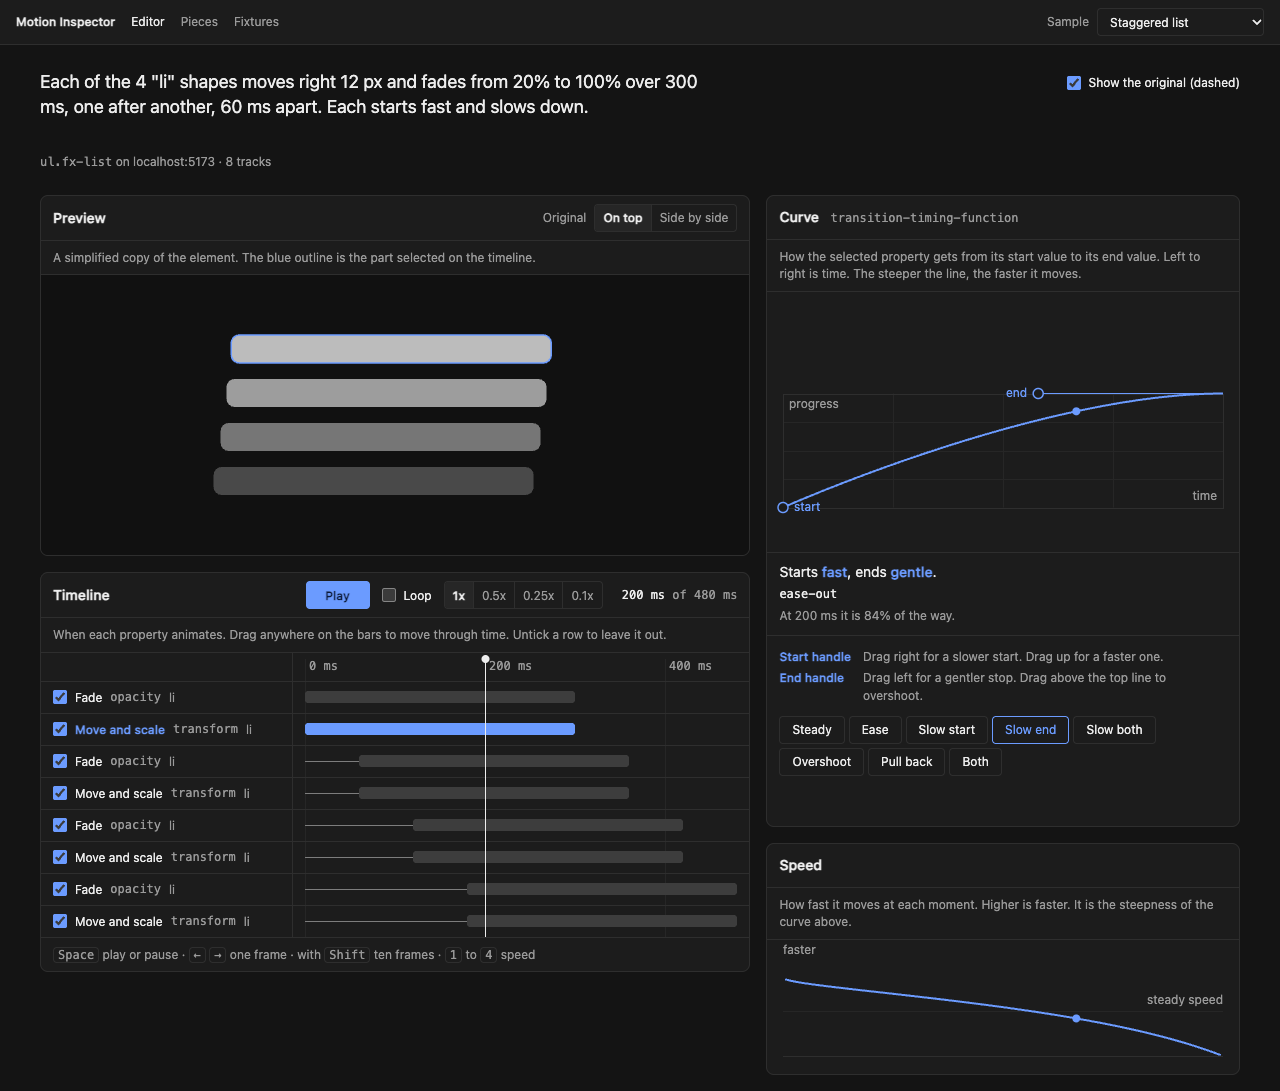 Motion Inspector Editor Pieces Fixtures Sample Staggered list
Each of the 4 "li" shapes moves right 12 px and fades from 20% to 100% over 300
ms, one after another, 60 ms apart. Each starts fast and slows down.
Show the original (dashed)
ul.fx-list on localhost:5173 · 8 tracks
Preview Original On top Side by side
A simplified copy of the element. The blue outline is the part selected on the timeline.
Timeline Play Loop 1x 0.5x 0.25x 0.1x 200 ms of 480 ms
When each property animates. Drag anywhere on the bars to move through time. Untick a row to leave it out.
0 ms 200 ms 400 ms
Fade opacity li
Move and scale transform li
Fade opacity li
Move and scale transform li
Fade opacity li
Move and scale transform li
Fade opacity li
Move and scale transform li
Space play or pause · ← → one frame · with Shift ten frames · 1 to 4 speed
Curve transition-timing-function
How the selected property gets from its start value to its end value. Left to
right is time. The steeper the line, the faster it moves.
end
progress
time
start
Starts fast, ends gentle.
ease-out
At 200 ms it is 84% of the way.
Start handle Drag right for a slower start. Drag up for a faster one.
End handle Drag left for a gentler stop. Drag above the top line to
overshoot.
Steady Ease Slow start Slow end Slow both
Overshoot Pull back Both
Speed
How fast it moves at each moment. Higher is faster. It is the steepness of the
curve above.
faster
steady speed